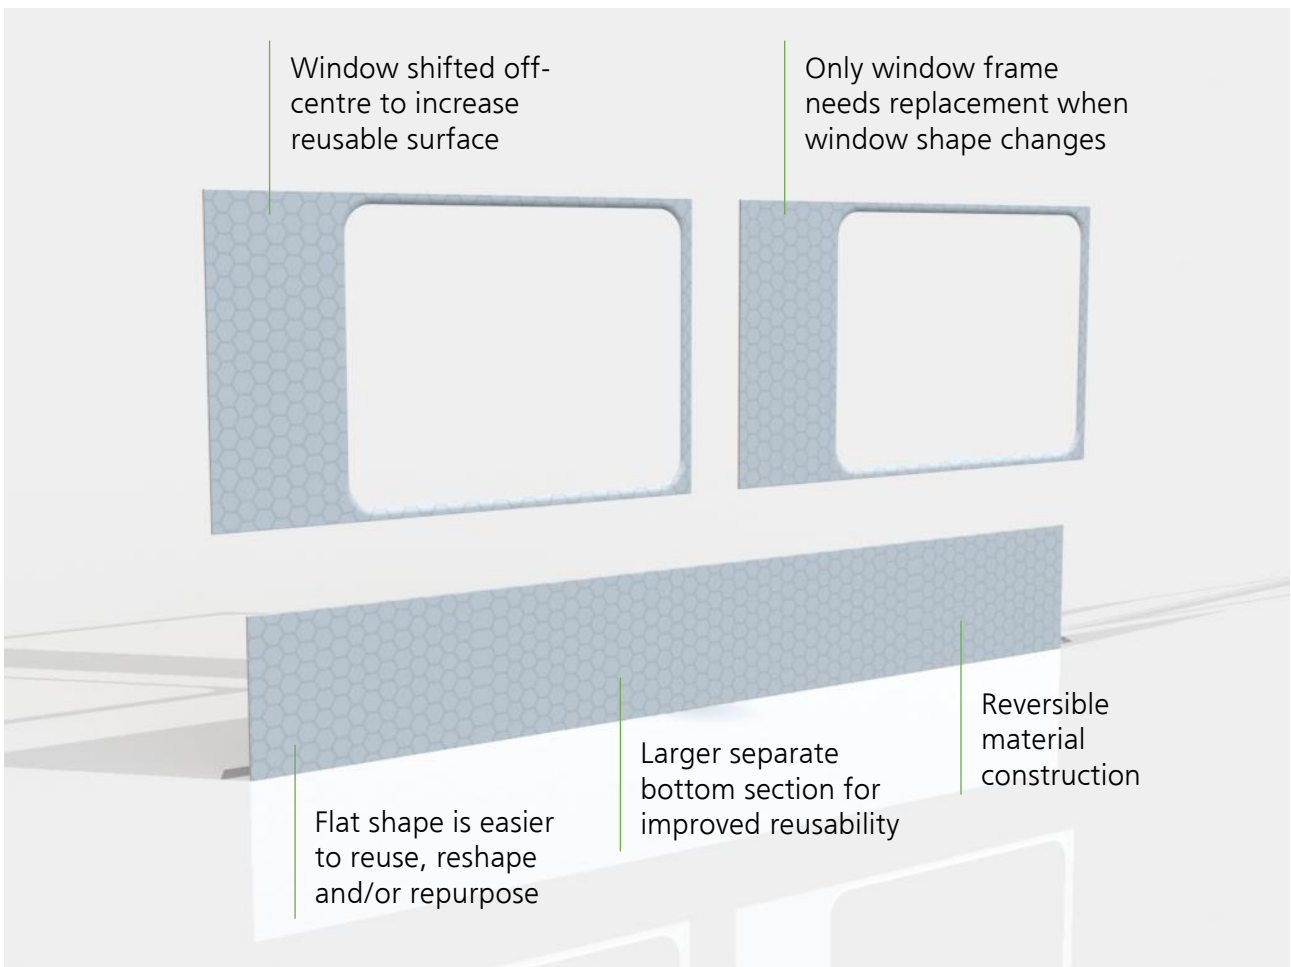 Window shifted off-
centre to increase
reusable surface
Only window frame
needs replacement when
window shape changes
Reversible
material
construction
Larger separate
bottom section for
improved reusability
Flat shape is easier
to reuse, reshape
and/or repurpose